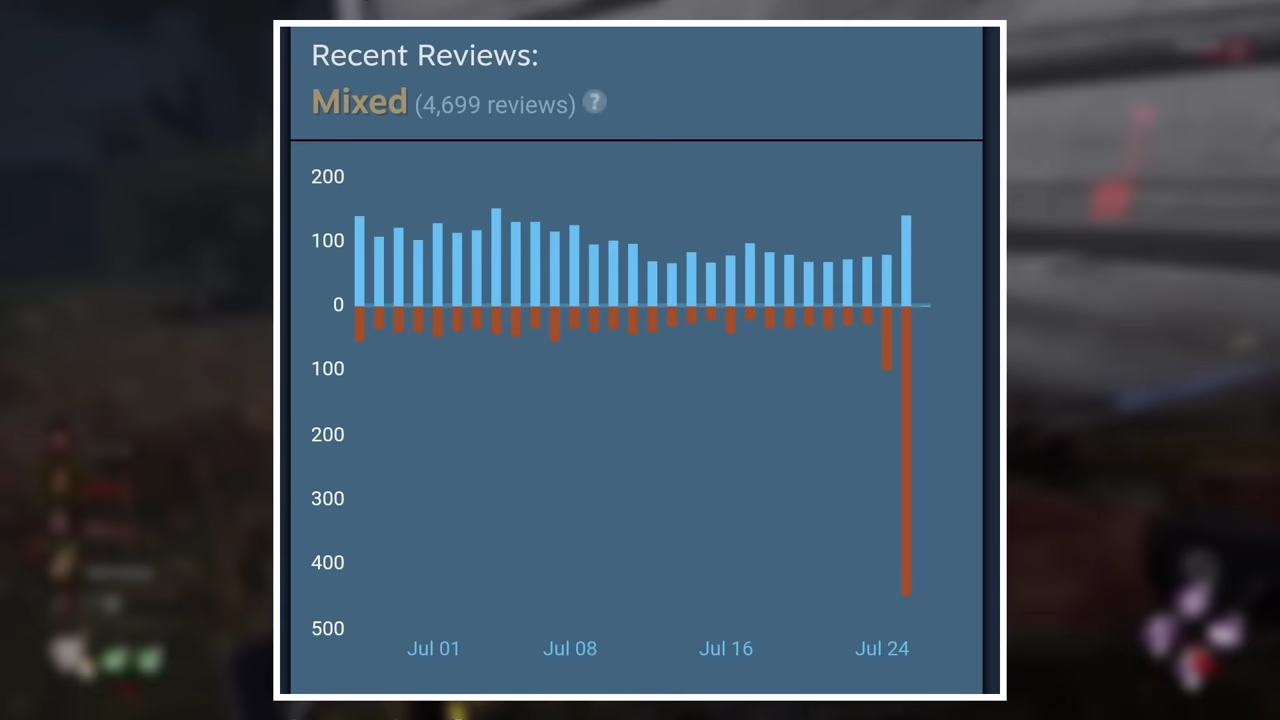 Recent Reviews:
Mixed (4,699 reviews) ?
200
100
0
100
200
300
400
500
Jul 01 Jul 08 Jul 16 Jul 24